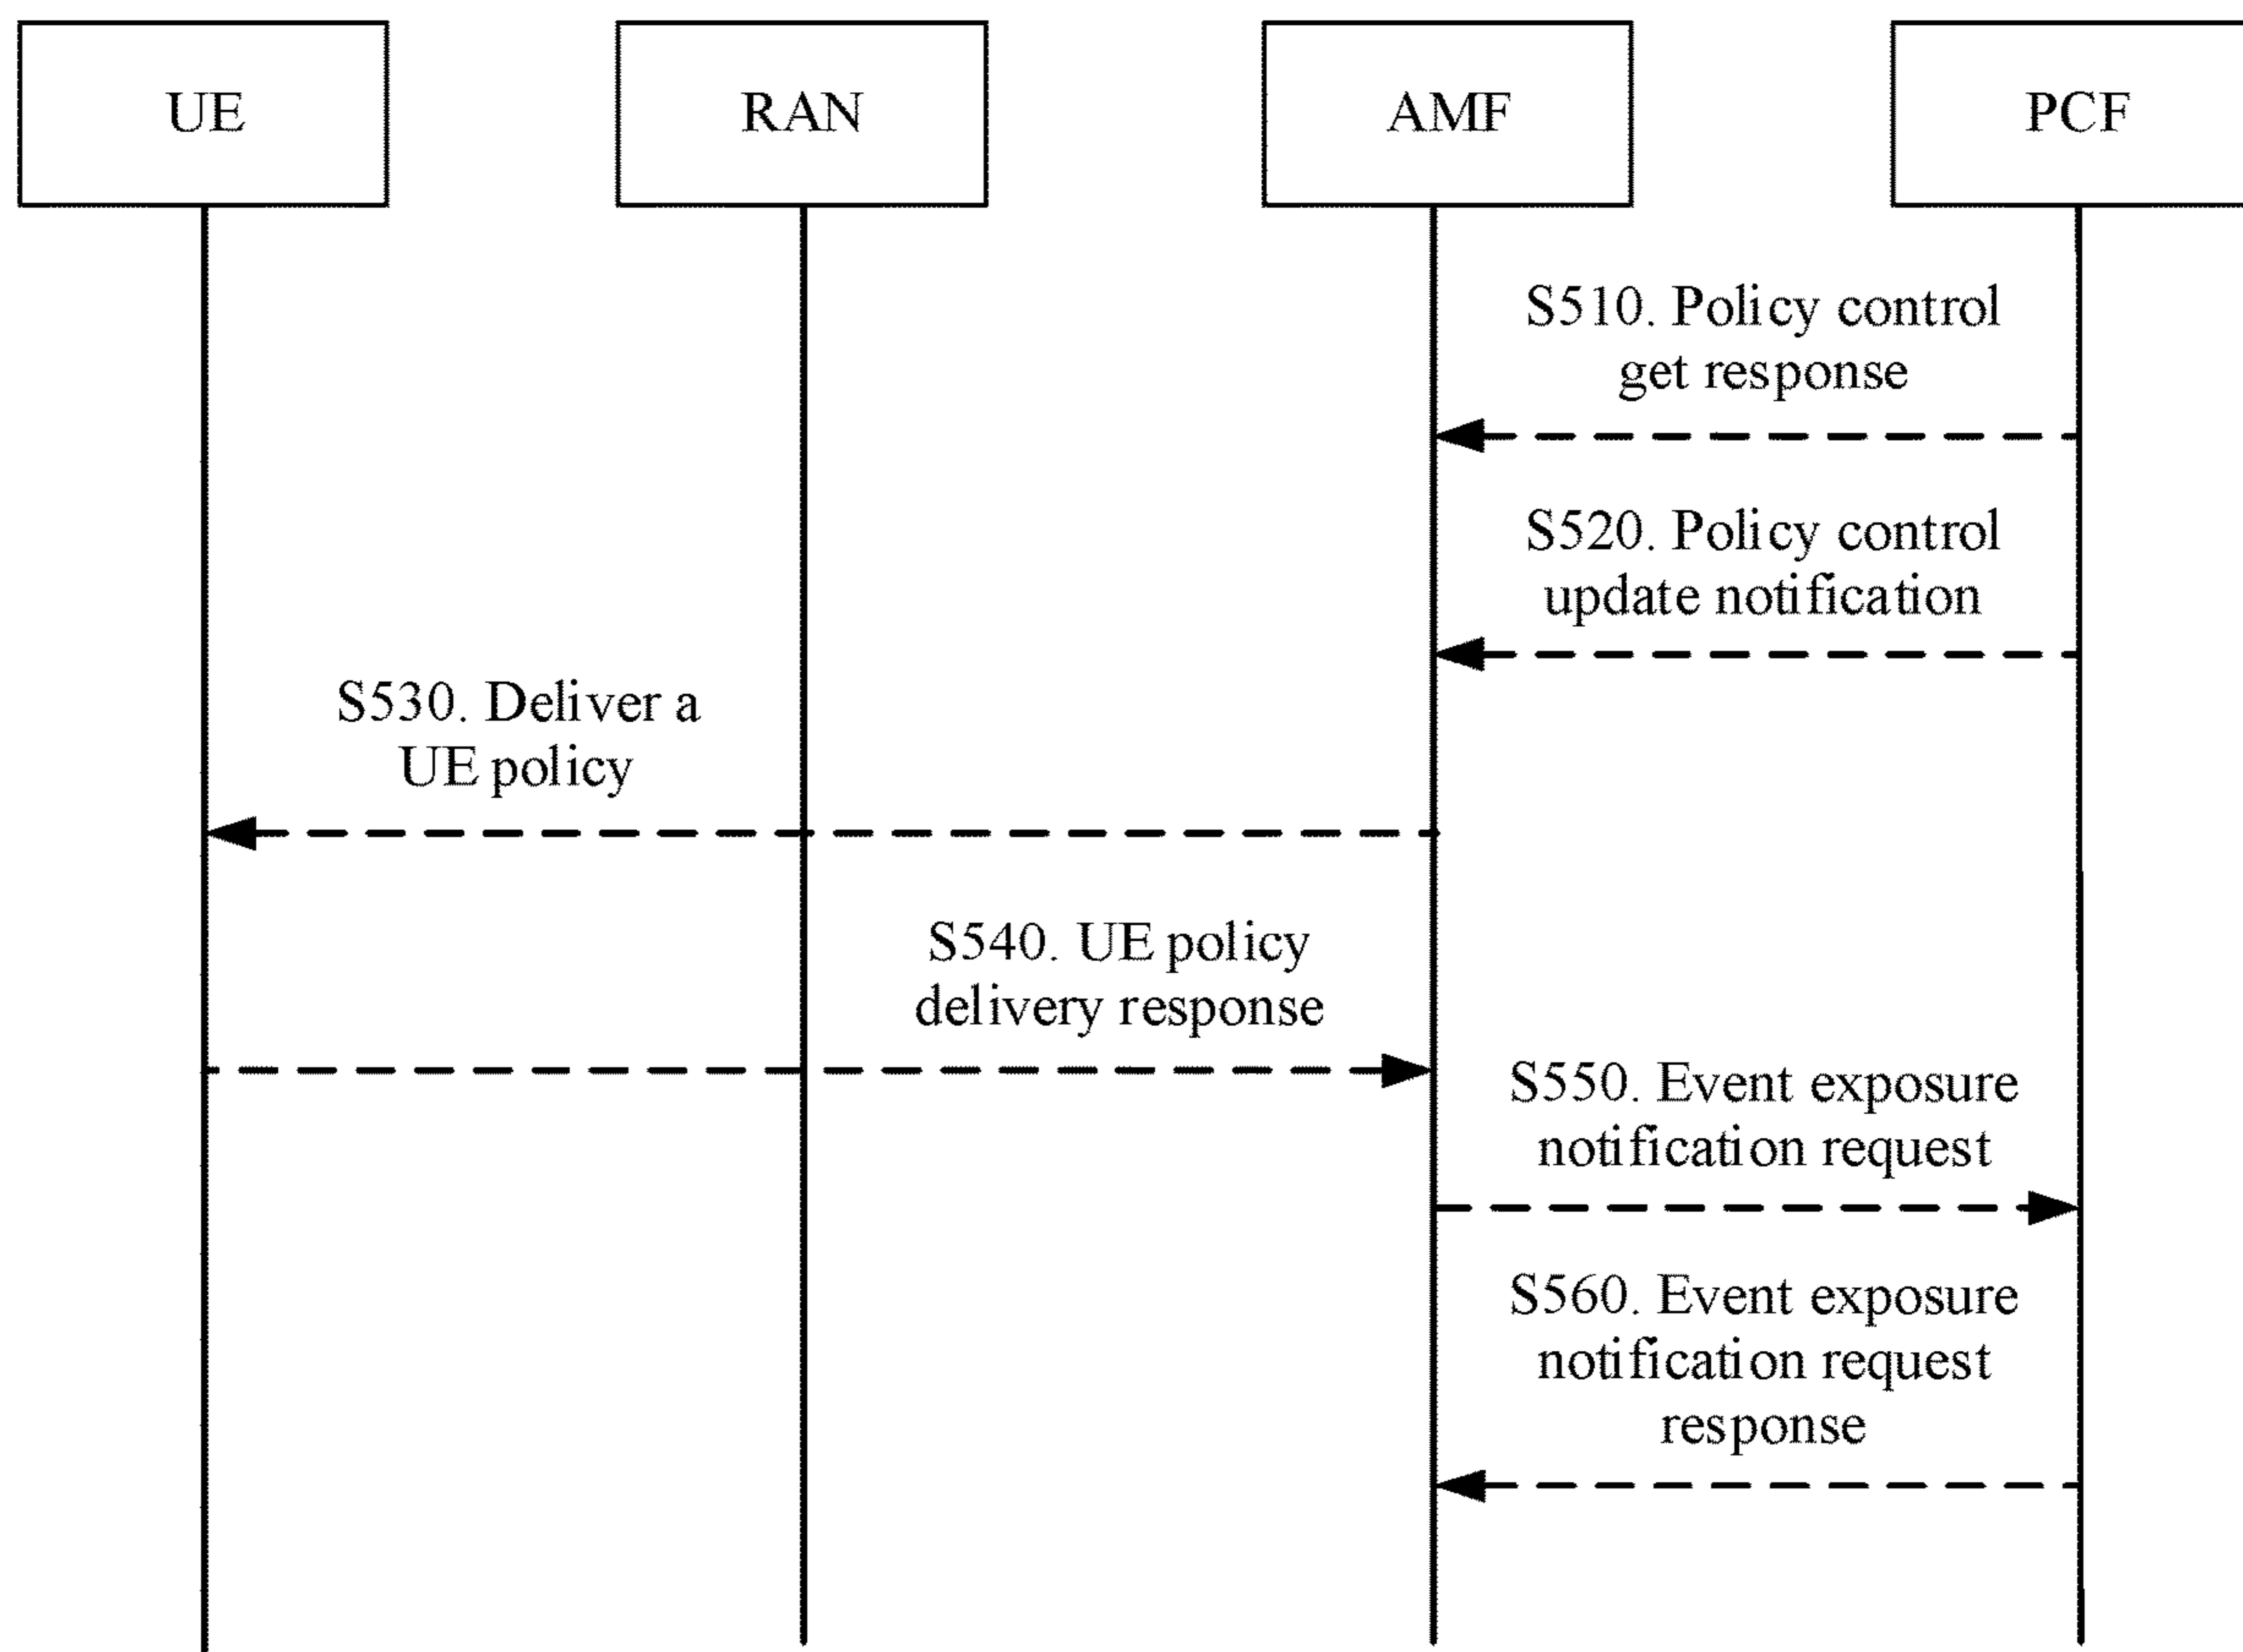 UE
RAN
AMF
PCF
S510. Policy control
get response
S520. Policy control
update notification
S530. Deliver a
UE policy
S540. UE policy
delivery response
S550. Event exposure
notification request
S560. Event exposure
notification request
response